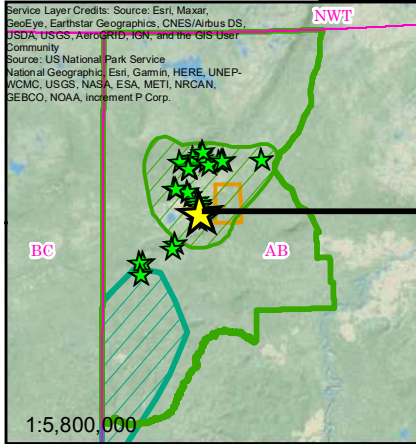 Service Layer Credits: Source: Esri, Maxar,
GeoEye, Earthstar Geographics, CNES/Airbus DS,
USDA, USGS, AeroGRID, IGN, and the GIS User
Community
Source: US National Park Service
National Geographic, Esri, Garmin, HERE, UNEP-
WCMC, USGS, NASA, ESA, METI, NRCAN,
GEBCO, NOAA, increment P Corp.
NWT
BC
AB
1:5,800,000